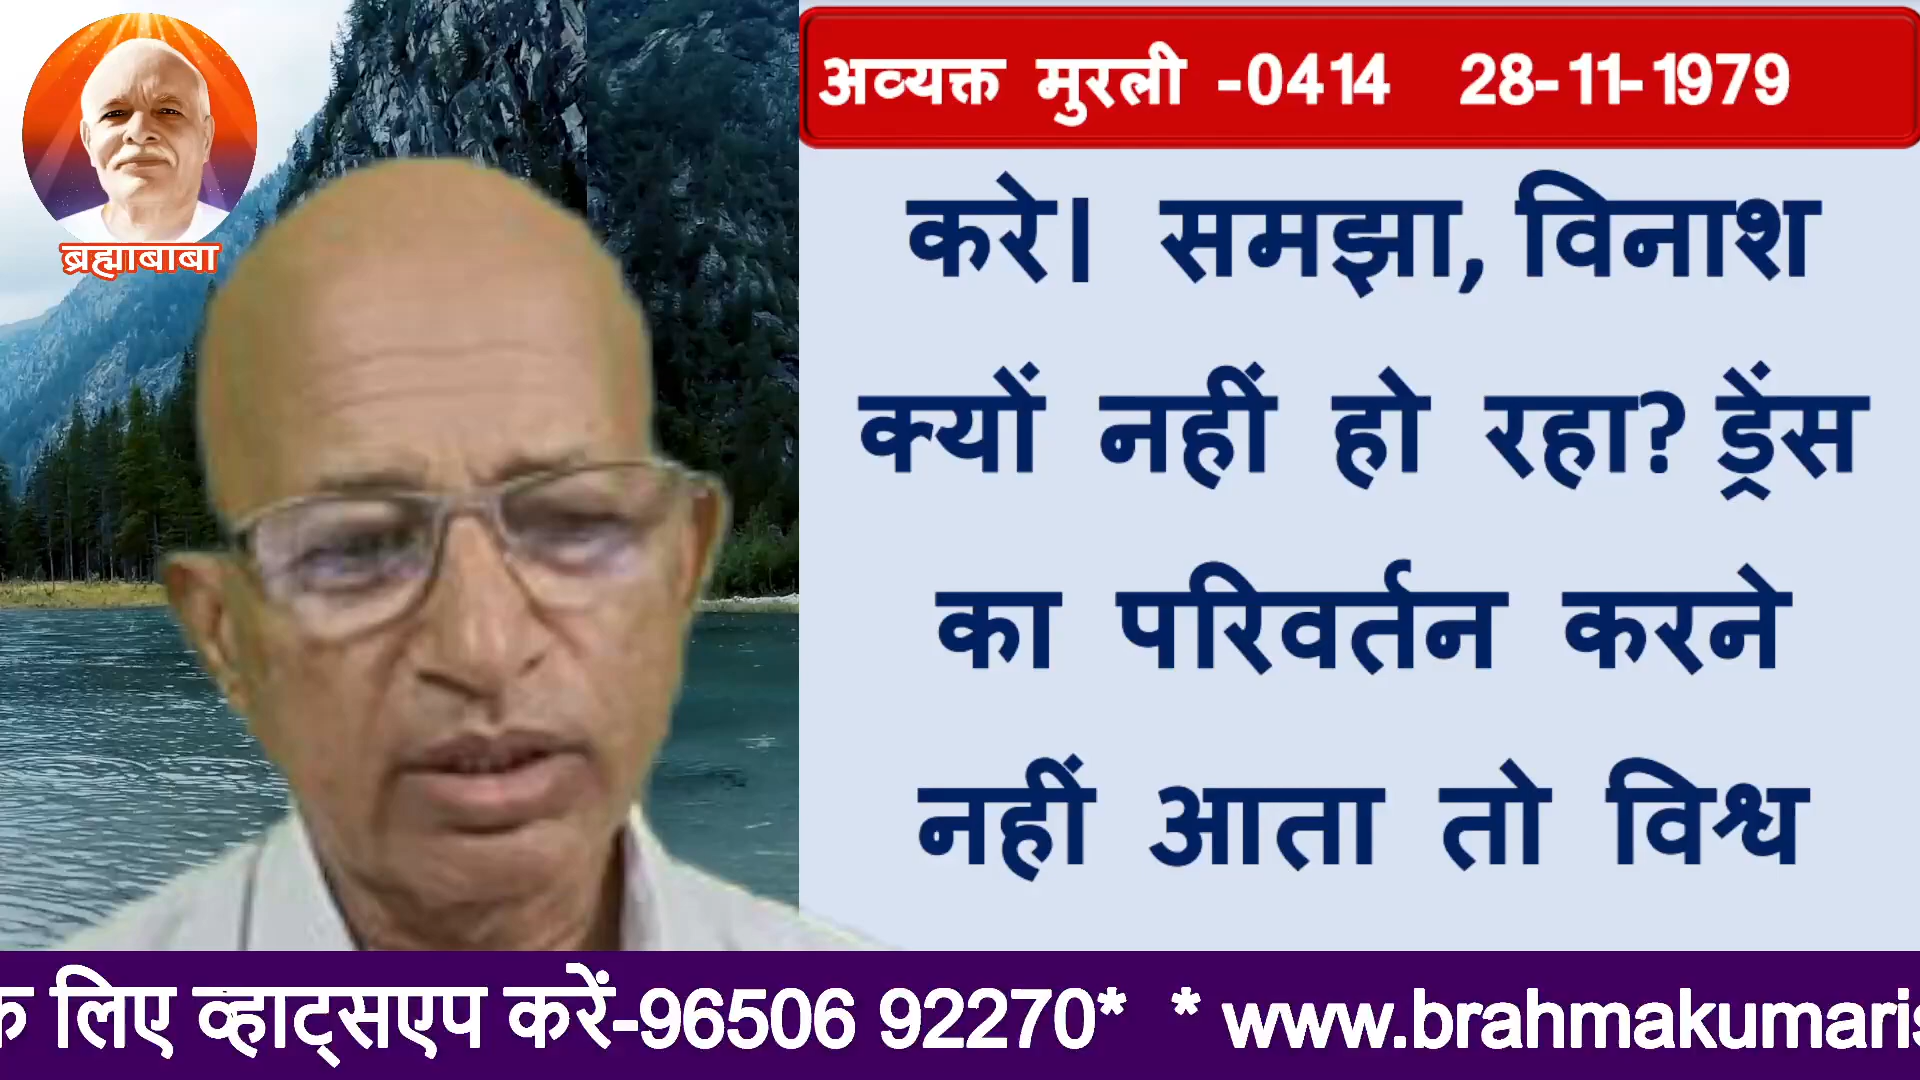 ब्रह्माबाबा
अव्यक्त मुरली -0414 28-11-1979
करे। समझा, विनाश
क्यों नहीं हो रहा? ड्रेंस
का परिवर्तन करने
नहीं आता तो विश्व
लिए व्हाट्सएप करें-96506 92270* * www.brahmakumaris